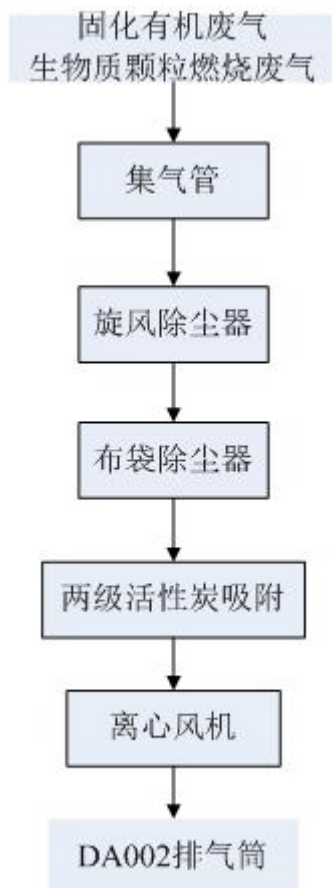 固化有机废气
生物质颗粒燃烧废气
集气管
旋风除尘器
布袋除尘器
两级活性炭吸附
离心风机
DA002排气筒